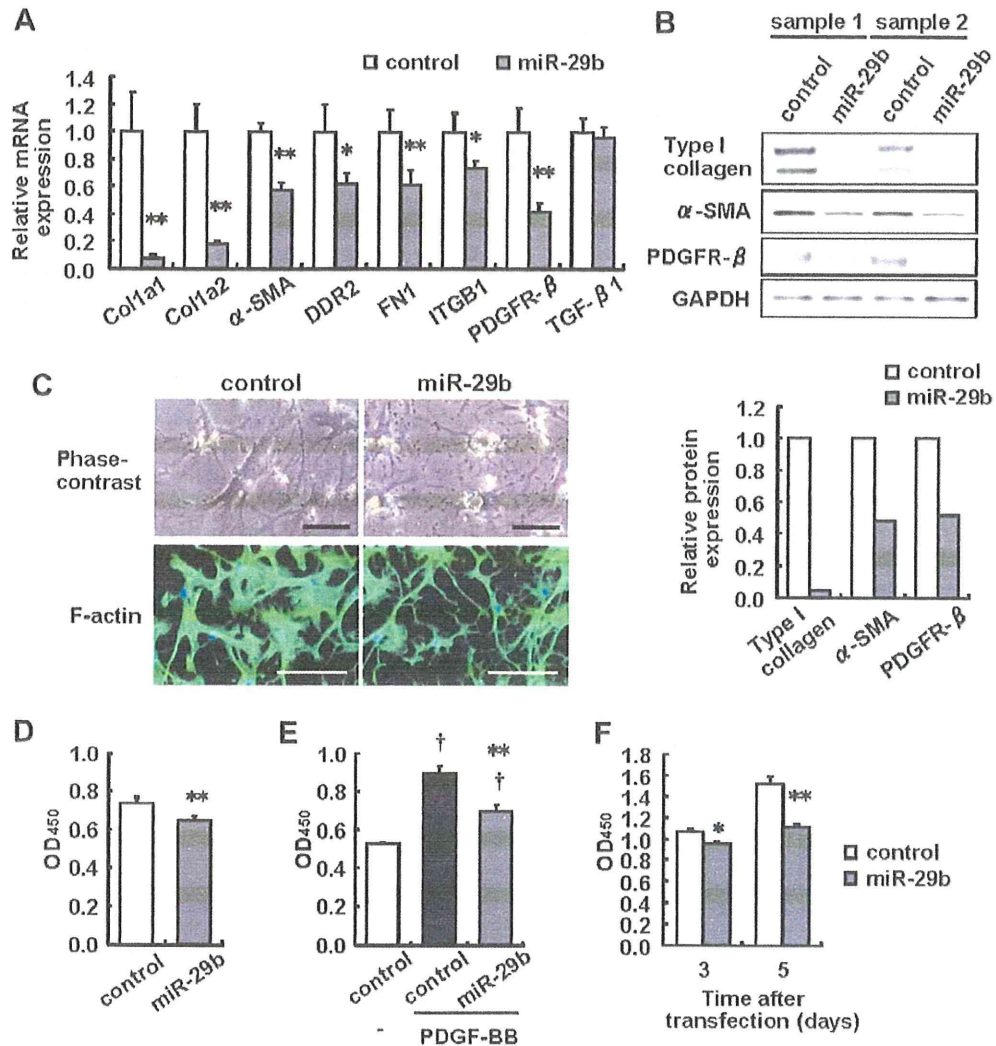 A
control miR-29b
Relative mRNA
expression
1.4
1.2
1.0
0.8
0.6
0.4
0.2
0.0
** ** ** * ** * **
Col1a1 Col1a2 α-SMA DDR2 FN1 ITGB1 PDGFR-β TGF-β1
B
sample 1 sample 2
control miR-29b control miR-29b
Type I
collagen
α-SMA
PDGFR-β
GAPDH
control
miR-29b
Relative protein
expression
1.2
1.0
0.8
0.6
0.4
0.2
0.0
Type I
collagen
α-SMA
PDGFR-β
C
control miR-29b
Phase-
contrast
F-actin
D
OD450
1.0
0.8
0.6
0.4
0.2
0.0
**
control miR-29b
E
OD450
1.0
0.8
0.6
0.4
0.2
0.0
† **
†
control control miR-29b
- PDGF-BB
F
OD450
1.8
1.6
1.4
1.2
1.0
0.8
0.6
0.4
0.2
0.0
* **
3 5
Time after
transfection (days)
control
miR-29b